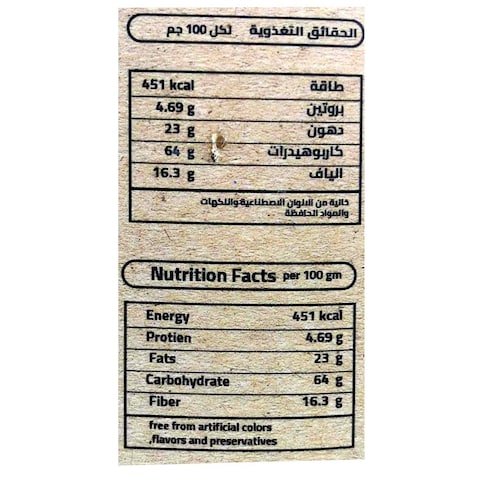 الحقائق التغذوية لكل 100 جم
طاقة 451 kcal
بروتين 4.69 g
دهون 23 g
كاربوهيدرات 64 g
الياف 16.3 g
خالية من الالوان الاصطناعية واللكهات
والمواد الحافظة
Nutrition Facts per 100 gm
Energy 451 kcal
Protien 4.69 g
Fats 23 g
Carbohydrate 64 g
Fiber 16.3 g
free from artificial colors
.flavors and preservatives